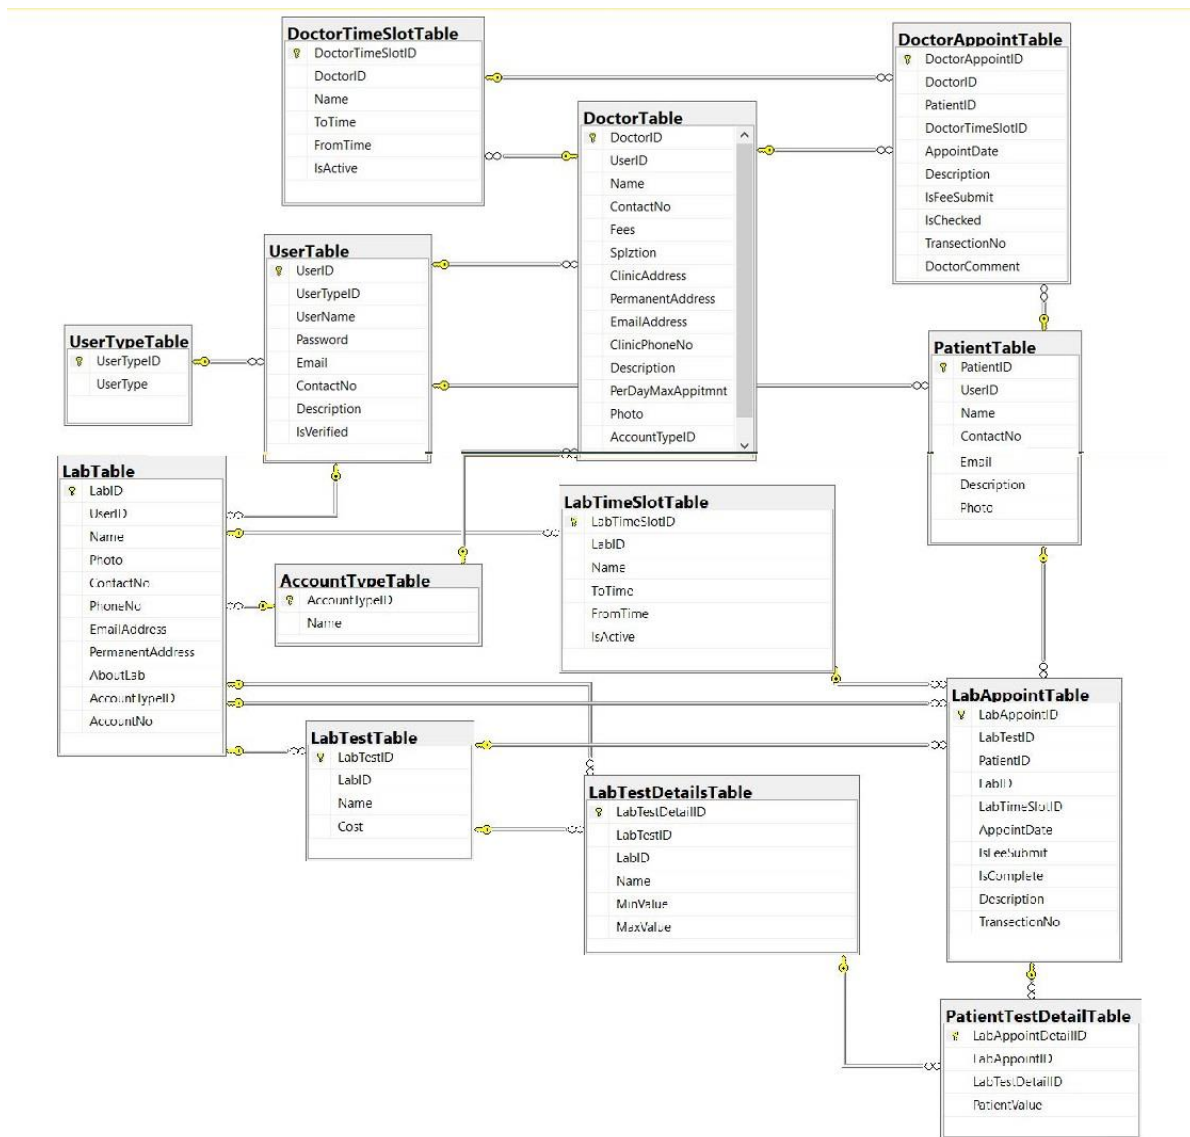 DoctorTimeSlotTable
DoctorTimeSlotID
DoctorID
Name
ToTime
FromTime
IsActive
DoctorAppointTable
DoctorAppointID
DoctorID
PatientID
DoctorTimeSlotID
AppointDate
Description
IsFeeSubmit
IsChecked
TransectionNo
DoctorComment
DoctorTable
DoctorID
UserID
Name
ContactNo
Fees
Splztion
ClinicAddress
PermanentAddress
EmailAddress
ClinicPhoneNo
Description
PerDayMaxAppitmnt
Photo
AccountTypeID
UserTable
UserID
UserTypeID
UserName
Password
Email
ContactNo
Description
IsVerified
UserTypeTable
UserTypeID
UserType
PatientTable
PatientID
UserID
Name
ContactNo
Email
Description
Photo
LabTable
LabID
UserID
Name
Photo
ContactNo
PhoneNo
EmailAddress
PermanentAddress
AboutLab
AccountTypeID
AccountNo
LabTimeSlotTable
LabTimeSlotID
LabID
Name
ToTime
FromTime
IsActive
AccountTypeTable
AccountTypeID
Name
LabAppointTable
LabAppointID
LabTestID
PatientID
LabID
LabTimeSlotID
AppointDate
IsFeeSubmit
IsComplete
Description
TransectionNo
LabTestTable
LabTestID
LabID
Name
Cost
LabTestDetailsTable
LabTestDetailID
LabTestID
LabID
Name
MinValue
MaxValue
PatientTestDetailTable
LabAppointDetailID
LabAppointID
LabTestDetailID
PatientValue